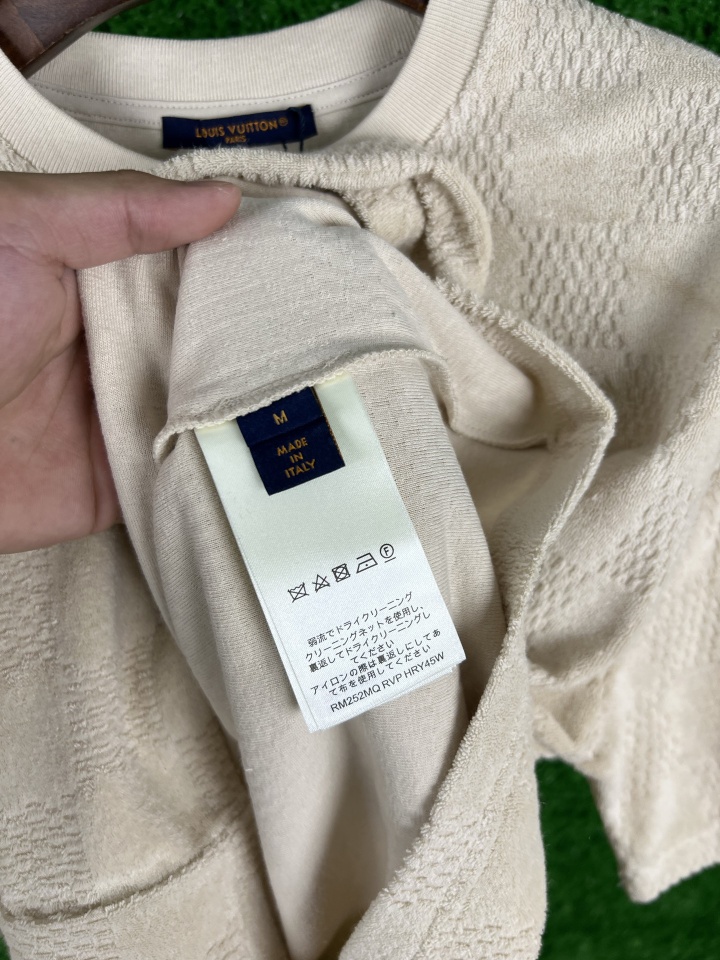 LOUIS VUITTON®
PARIS
M
MADE
IN
ITALY
F
弱流でドライクリーニング
クリーニングネットを使用し、
裏返してドライクリーニングし
てください
アイロンの際は裏返しにしてあ
て布を使用してください
RM252MQ RVP HRY45W